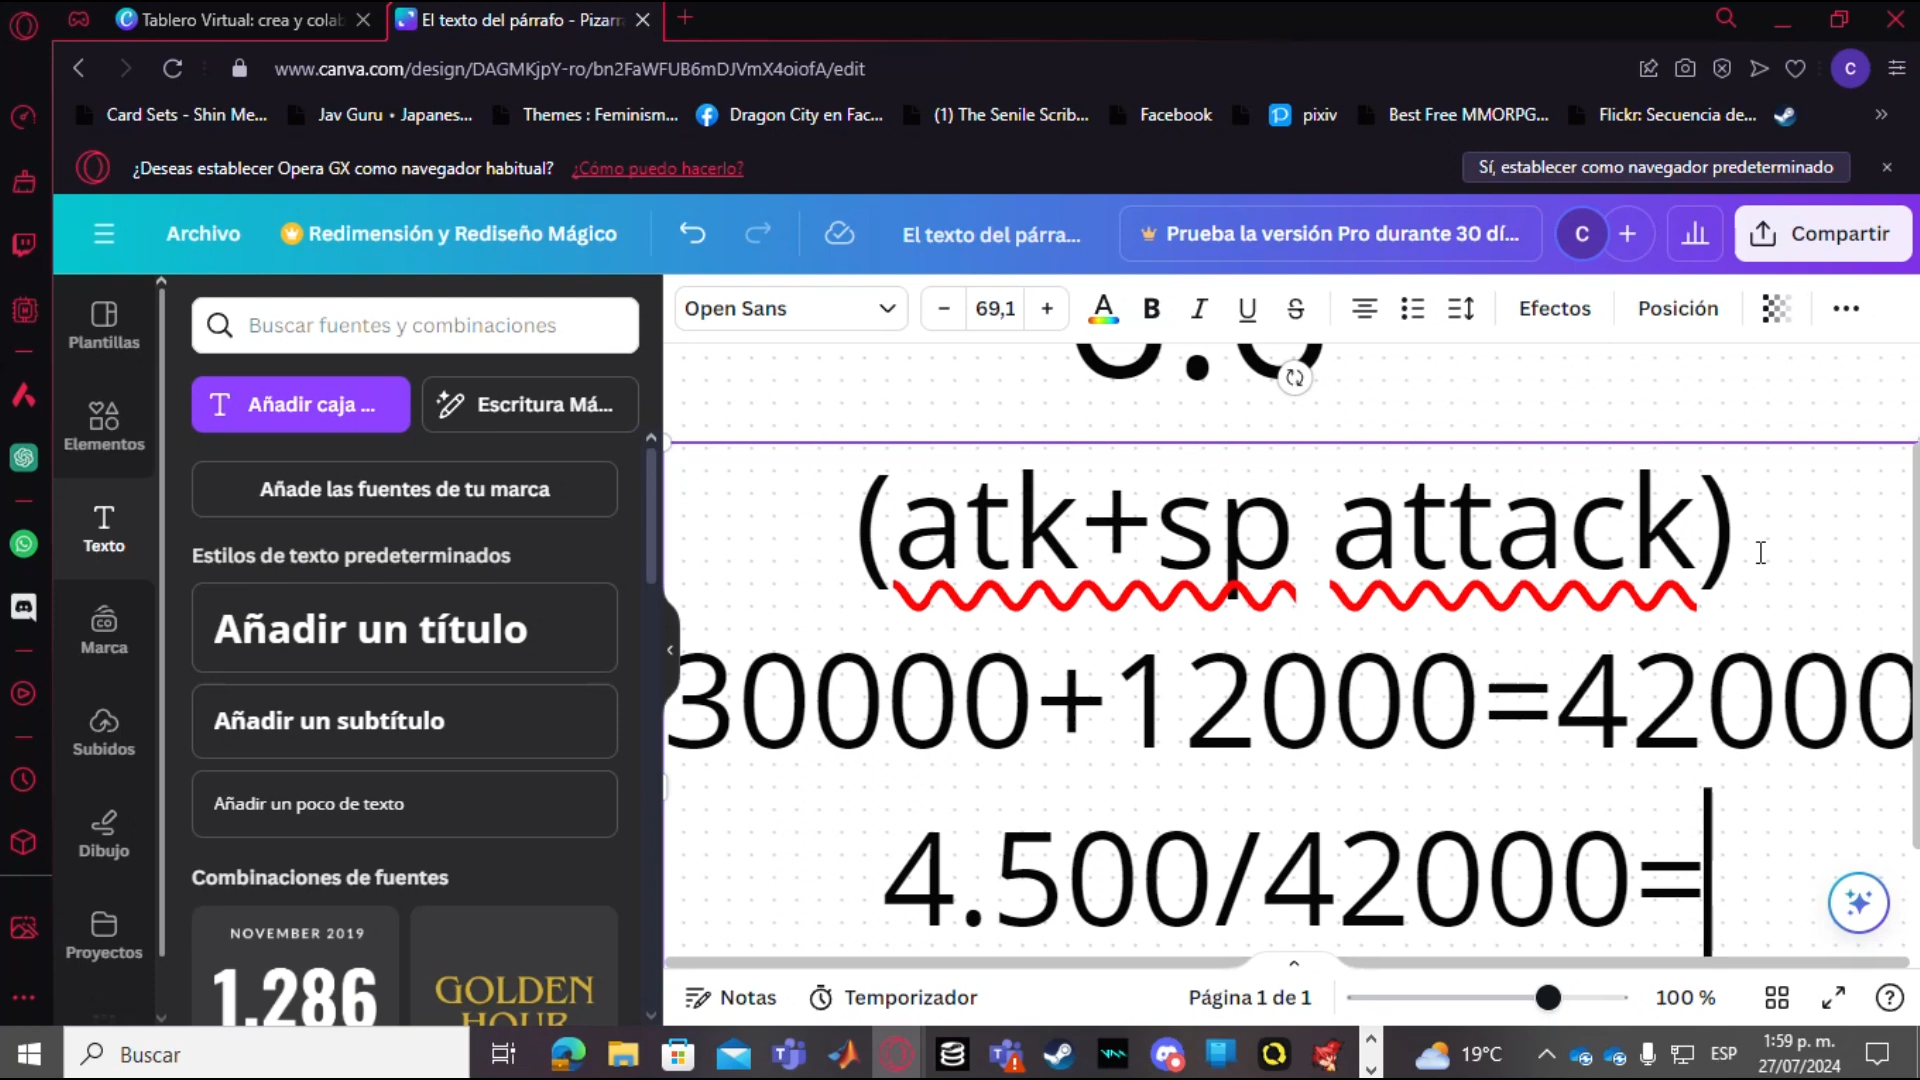 Tablero Virtual: crea y colab
El texto del párrafo - Pizarr
www.canva.com/design/DAGMKjpY-ro/bn2FaWFUB6mDJVmX4oiofA/edit
C
Card Sets - Shin Me...
Jav Guru • Japanes...
Themes : Feminism...
Dragon City en Fac...
(1) The Senile Scrib...
Facebook
pixiv
Best Free MMORPG...
Flickr: Secuencia de...
¿Deseas establecer Opera GX como navegador habitual?
¿Cómo puedo hacerlo?
Sí, establecer como navegador predeterminado
Archivo
Redimensión y Rediseño Mágico
El texto del párra...
Prueba la versión Pro durante 30 dí...
C
Compartir
Plantillas
Elementos
Texto
Marca
Subidos
Dibujo
Proyectos
Buscar fuentes y combinaciones
Añadir caja ...
Escritura Má...
Añade las fuentes de tu marca
Estilos de texto predeterminados
Añadir un título
Añadir un subtítulo
Añadir un poco de texto
Combinaciones de fuentes
NOVEMBER 2019
1,286
GOLDEN
HOUR
Open Sans
69,1
A B I U S
Efectos
Posición
(atk+sp attack)
30000+12000=42000
4.500/42000=
Notas
Temporizador
Página 1 de 1
100 %
Buscar
19°C
ESP
1:59 p. m.
27/07/2024